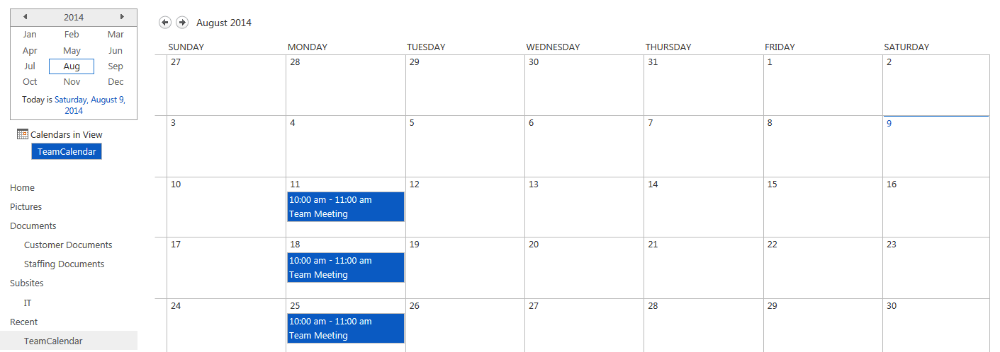 2014
Jan Feb Mar
Apr May Jun
Jul Aug Sep
Oct Nov Dec
Today is Saturday, August 9,
2014
Calendars in View
TeamCalendar
Home
Pictures
Documents
Customer Documents
Staffing Documents
Subsites
IT
Recent
TeamCalendar
August 2014
SUNDAY MONDAY TUESDAY WEDNESDAY THURSDAY FRIDAY SATURDAY
27 28 29 30 31 1 2
3 4 5 6 7 8 9
10 11 12 13 14 15 16
10:00 am - 11:00 am
Team Meeting
17 18 19 20 21 22 23
10:00 am - 11:00 am
Team Meeting
24 25 26 27 28 29 30
10:00 am - 11:00 am
Team Meeting